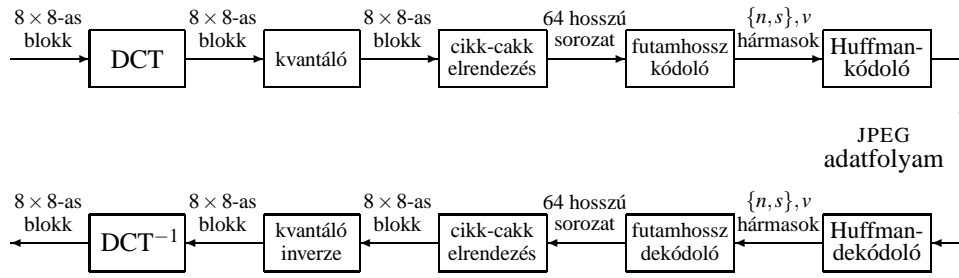 8 × 8-as
blokk
DCT
8 × 8-as
blokk
kvantáló
8 × 8-as
blokk
cikk-cakk
elrendezés
64 hosszú
sorozat
futamhossz
kódoló
{n,s},v
hármasok
Huffman-
kódoló
JPEG
adatfolyam
8 × 8-as
blokk
DCT⁻¹
8 × 8-as
blokk
kvantáló
inverze
8 × 8-as
blokk
cikk-cakk
elrendezés
64 hosszú
sorozat
futamhossz
dekódoló
{n,s},v
hármasok
Huffman-
dekódoló